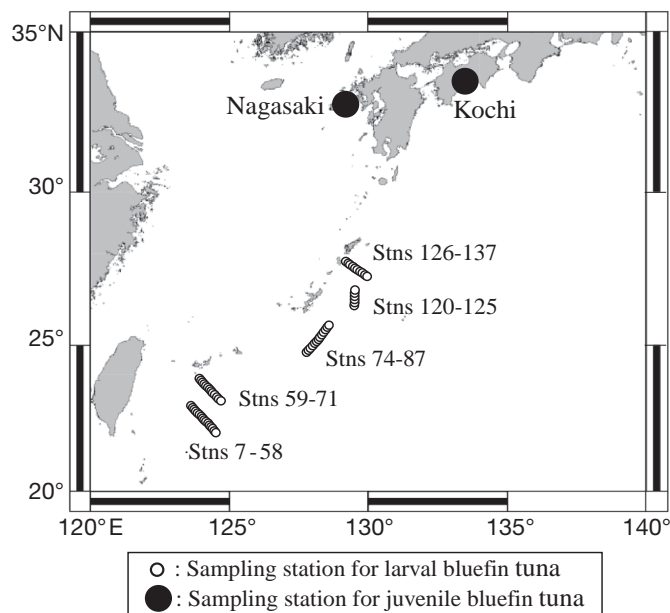 35°N
Nagasaki
Kochi
30°
Stns 126-137
Stns 120-125
25°
Stns 74-87
Stns 59-71
Stns 7-58
20°
120°E 125° 130° 135° 140°
: Sampling station for larval bluefin tuna
: Sampling station for juvenile bluefin tuna